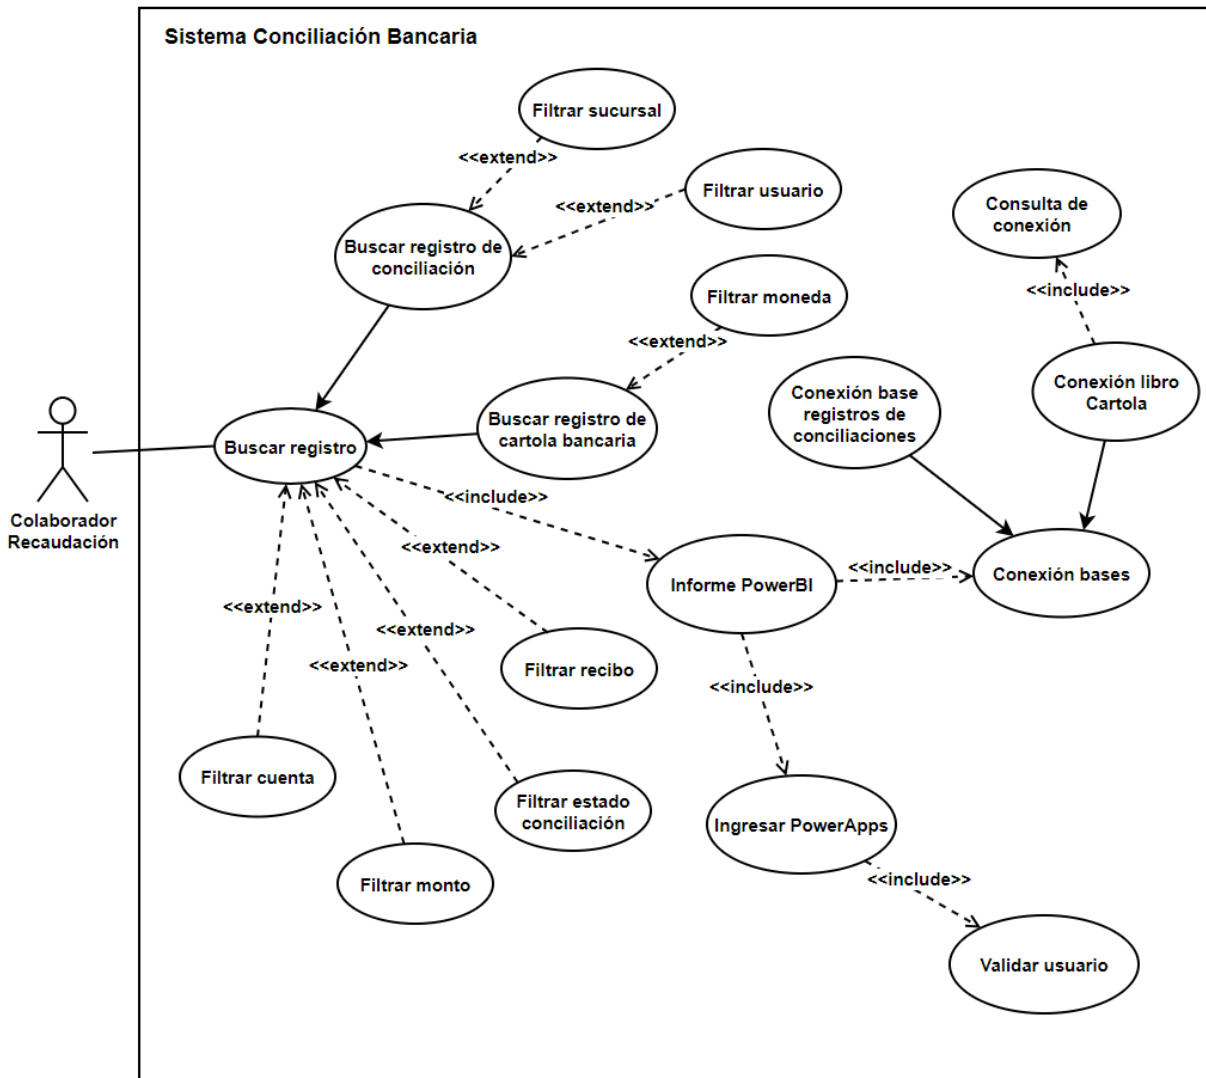 Sistema Conciliación Bancaria
Filtrar sucursal
<<extend>>
Filtrar usuario
<<extend>>
Buscar registro de
conciliación
Consulta de
conexión
<<include>>
Filtrar moneda
<<extend>>
Conexión base
registros de
conciliaciones
Conexión libro
Cartola
Buscar registro de
cartola bancaria
Buscar registro
Colaborador
Recaudación
<<include>>
<<extend>>
Informe PowerBI
<<include>>
Conexión bases
<<extend>>
<<extend>>
<<extend>>
Filtrar recibo
<<include>>
Filtrar cuenta
Filtrar estado
conciliación
Ingresar PowerApps
Filtrar monto
<<include>>
Validar usuario